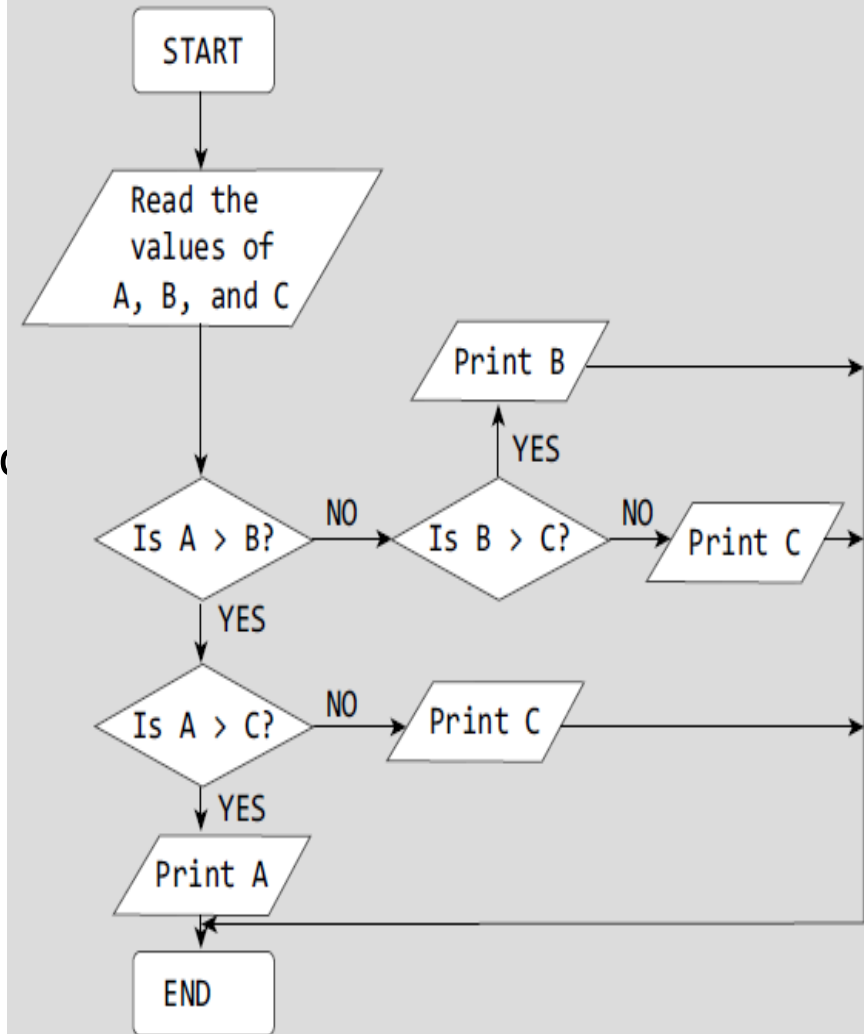 START
Read the
values of
A, B, and C
Print B
YES
Is A > B?
NO
Is B > C?
NO
Print C
YES
Is A > C?
NO
Print C
YES
Print A
END